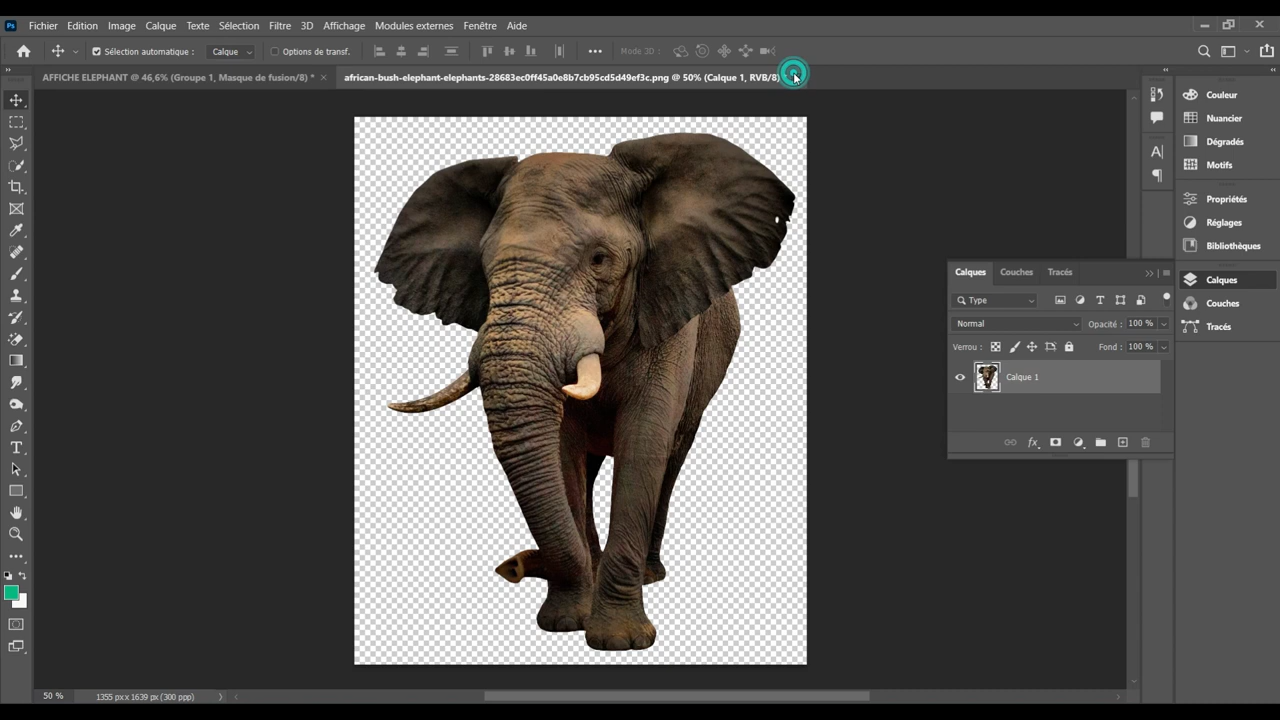 Ps Fichier Edition Image Calque Texte Sélection Filtre 3D Affichage Modules externes Fenêtre Aide
Sélection automatique : Calque Options de transf. Mode 3D :
AFFICHE ELEPHANT @ 46,6% (Groupe 1, Masque de fusion/8) * african-bush-elephant-elephants-28683ec0ff45a0e8b7cb95cd5d49ef3c.png @ 50% (Calque 1, RVB/8)
Couleur
Nuancier
Dégradés
Motifs
Propriétés
Réglages
Bibliothèques
Calques
Couches
Tracés
Calques Couches Tracés
Type
Normal Opacité : 100 %
Verrou : Fond : 100 %
Calque 1
fx
50 % 1355 px x 1639 px (300 ppp)